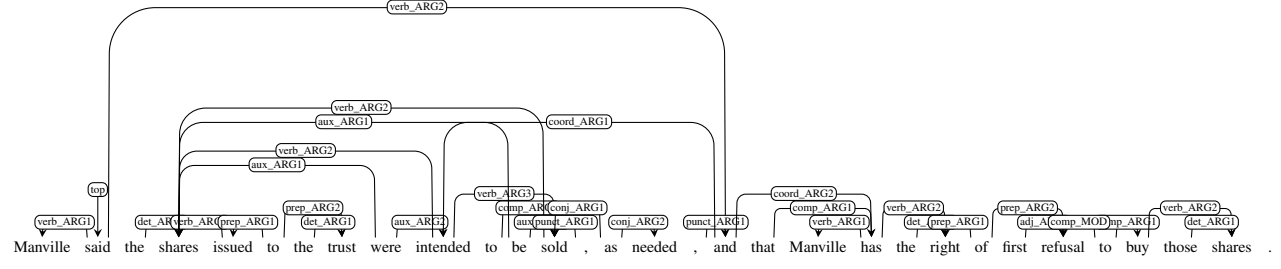 verb_ARG2
verb_ARG2
aux_ARG1 coord_ARG1
verb_ARG2
aux_ARG1
top verb_ARG3 coord_ARG2
prep_ARG2 conj_ARG1 comp_ARG1 verb_ARG2 prep_ARG2 verb_ARG2
verb_ARG1 prep_ARG1 det_ARG1 aux_ARG2 punct_ARG1 conj_ARG2 punct_ARG1 verb_ARG1 prep_ARG1 comp_MOD det_ARG1
Manville said the shares issued to the trust were intended to be sold , as needed , and that Manville has the right of first refusal to buy those shares .